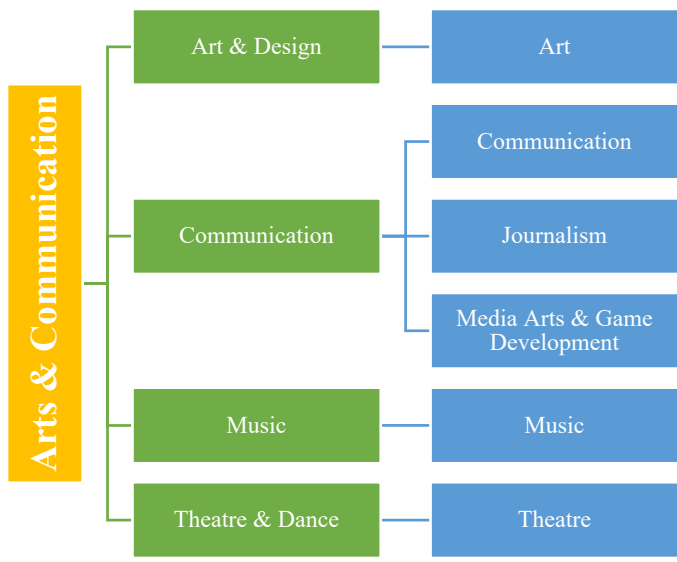 Arts & Communication
Art & Design
Art
Communication
Communication
Journalism
Media Arts & Game
Development
Music
Music
Theatre & Dance
Theatre